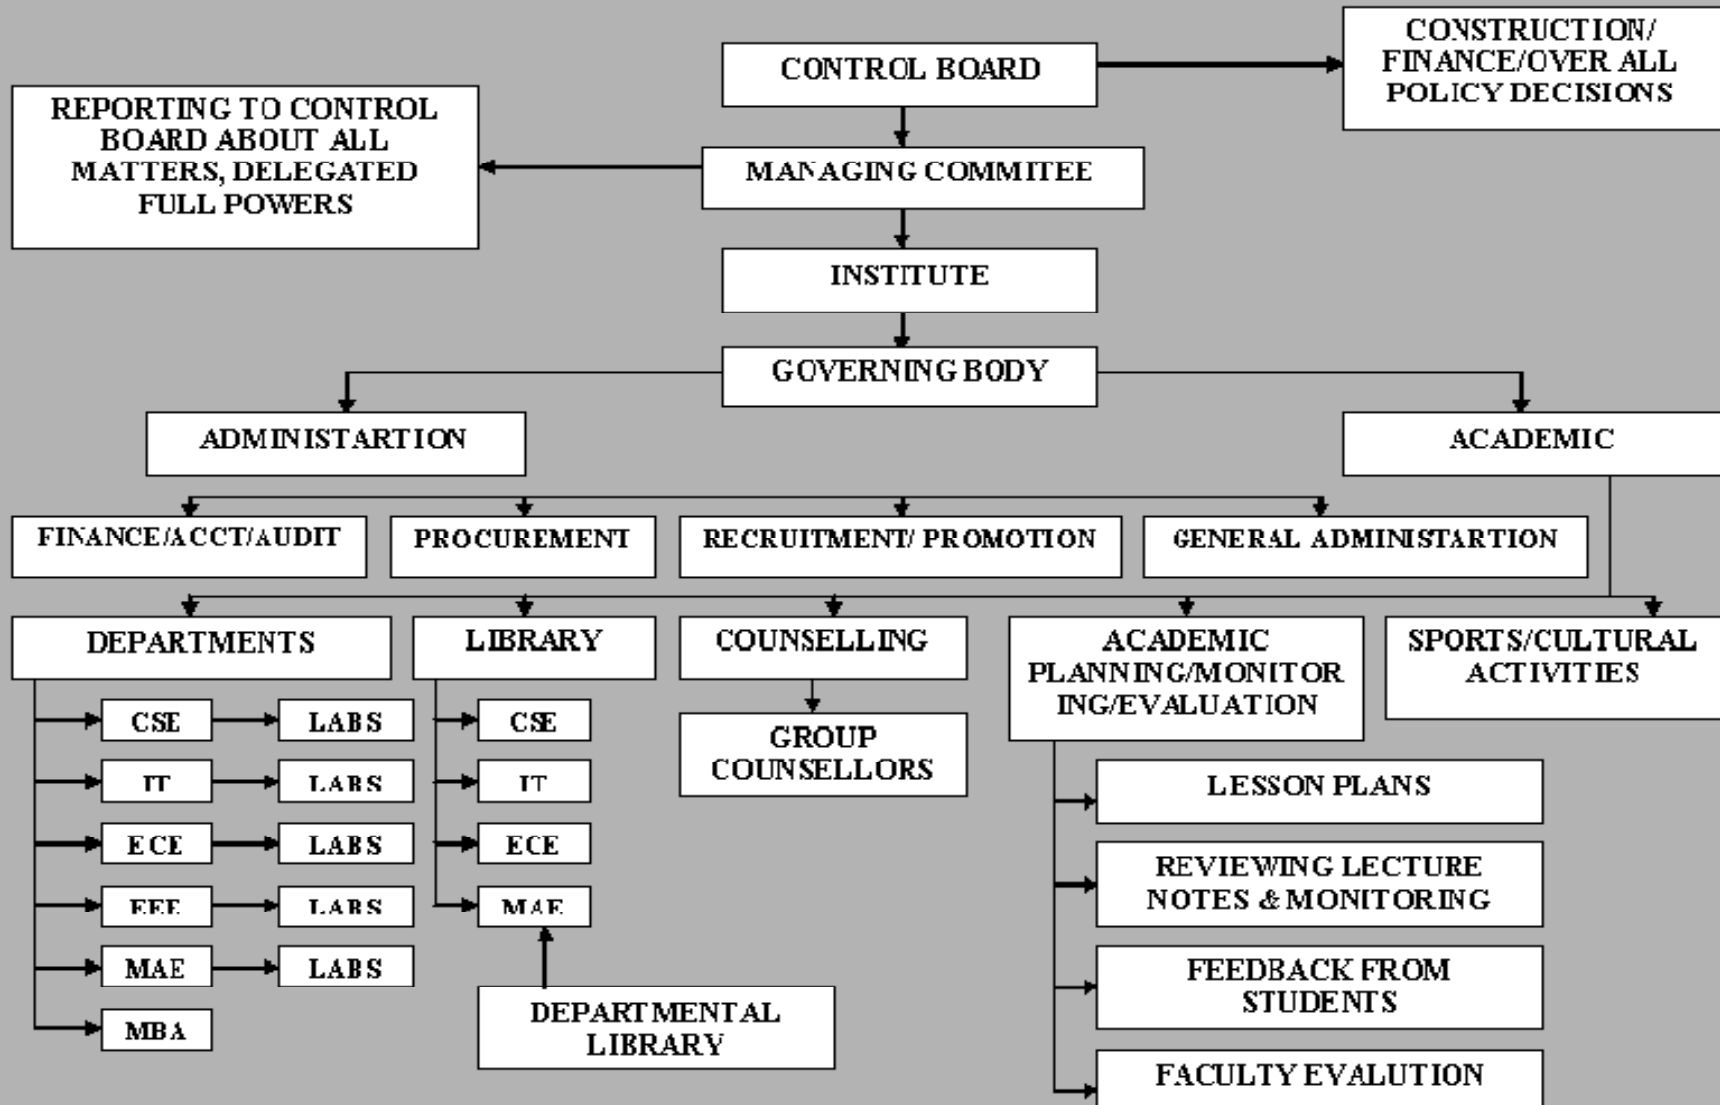 CONTROL BOARD
CONSTRUCTION/
FINANCE/OVER ALL
POLICY DECISIONS
REPORTING TO CONTROL
BOARD ABOUT ALL
MATTERS, DELEGATED
FULL POWERS
MANAGING COMMITEE
INSTITUTE
GOVERNING BODY
ADMINISTARTION
ACADEMIC
FINANCE/ACCT/AUDIT
PROCUREMENT
RECRUITMENT/ PROMOTION
GENERAL ADMINISTARTION
DEPARTMENTS
LIBRARY
COUNSELLING
ACADEMIC
PLANNING/MONITOR
ING/EVALUATION
SPORTS/CULTURAL
ACTIVITIES
CSE
LABS
IT
LABS
ECE
LABS
EEE
LABS
MAE
LABS
MBA
CSE
IT
ECE
MAE
DEPARTMENTAL
LIBRARY
GROUP
COUNSELLORS
LESSON PLANS
REVIEWING LECTURE
NOTES & MONITORING
FEEDBACK FROM
STUDENTS
FACULTY EVALUTION